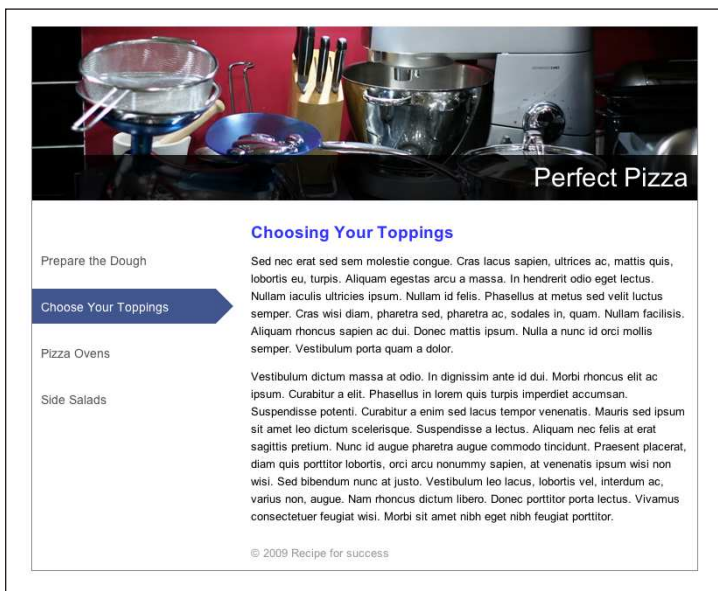 Perfect Pizza
Prepare the Dough
Choose Your Toppings
Pizza Ovens
Side Salads
Choosing Your Toppings
Sed nec erat sed sem molestie congue. Cras lacus sapien, ultrices ac, mattis quis,
lobortis eu, turpis. Aliquam egestas arcu a massa. In hendrerit odio eget lectus.
Nullam iaculis ultricies ipsum. Nullam id felis. Phasellus at metus sed velit luctus
semper. Cras wisi diam, pharetra sed, pharetra ac, sodales in, quam. Nullam facilisis.
Aliquam rhoncus sapien ac dui. Donec mattis ipsum. Nulla a nunc id orci mollis
semper. Vestibulum porta quam a dolor.
Vestibulum dictum massa at odio. In dignissim ante id dui. Morbi rhoncus elit ac
ipsum. Curabitur a elit. Phasellus in lorem quis turpis imperdiet accumsan.
Suspendisse potenti. Curabitur a enim sed lacus tempor venenatis. Mauris sed ipsum
sit amet leo dictum scelerisque. Suspendisse a lectus. Aliquam nec felis at erat
sagittis pretium. Nunc id augue pharetra augue commodo tincidunt. Praesent placerat,
diam quis porttitor lobortis, orci arcu nonummy sapien, at venenatis ipsum wisi non
wisi. Sed bibendum nunc at justo. Vestibulum leo lacus, lobortis vel, interdum ac,
varius non, augue. Nam rhoncus dictum libero. Donec porttitor porta lectus. Vivamus
consectetuer feugiat wisi. Morbi sit amet nibh eget nibh feugiat porttitor.
© 2009 Recipe for success